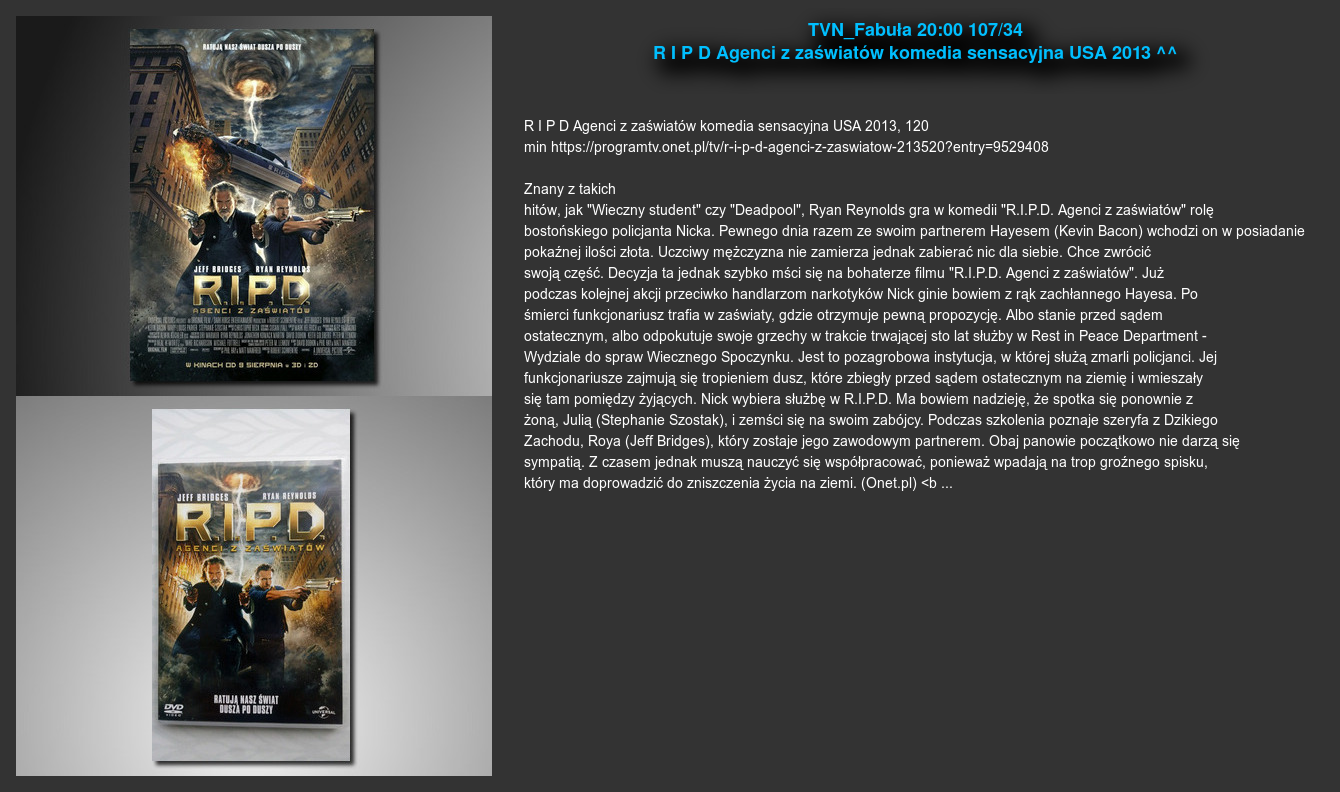 RATUJĄ NASZ ŚWIAT DUSZA PO DUSZY
JEFF BRIDGES RYAN REYNOLDS
R.I.P.D.
AGENCI Z ZAŚWIATÓW
W KINACH OD 9 SIERPNIA W 3D I 2D
JEFF BRIDGES RYAN REYNOLDS
R.I.P.D.
AGENCI Z ZAŚWIATÓW
RATUJĄ NASZ ŚWIAT
DUSZA PO DUSZY
DVD
VIDEO
UNIVERSAL
TVN_Fabuła 20:00 107/34
R I P D Agenci z zaświatów komedia sensacyjna USA 2013 ^^
R I P D Agenci z zaświatów komedia sensacyjna USA 2013, 120
min https://programtv.onet.pl/tv/r-i-p-d-agenci-z-zaswiatow-213520?entry=9529408
Znany z takich
hitów, jak "Wieczny student" czy "Deadpool", Ryan Reynolds gra w komedii "R.I.P.D. Agenci z zaświatów" rolę
bostońskiego policjanta Nicka. Pewnego dnia razem ze swoim partnerem Hayesem (Kevin Bacon) wchodzi on w posiadanie
pokaźnej ilości złota. Uczciwy mężczyzna nie zamierza jednak zabierać nic dla siebie. Chce zwrócić
swoją część. Decyzja ta jednak szybko mści się na bohaterze filmu "R.I.P.D. Agenci z zaświatów". Już
podczas kolejnej akcji przeciwko handlarzom narkotyków Nick ginie bowiem z rąk zachłannego Hayesa. Po
śmierci funkcjonariusz trafia w zaświaty, gdzie otrzymuje pewną propozycję. Albo stanie przed sądem
ostatecznym, albo odpokutuje swoje grzechy w trakcie trwającej sto lat służby w Rest in Peace Department -
Wydziale do spraw Wiecznego Spoczynku. Jest to pozagrobowa instytucja, w której służą zmarli policjanci. Jej
funkcjonariusze zajmują się tropieniem dusz, które zbiegły przed sądem ostatecznym na ziemię i wmieszały
się tam pomiędzy żyjących. Nick wybiera służbę w R.I.P.D. Ma bowiem nadzieję, że spotka się ponownie z
żoną, Julią (Stephanie Szostak), i zemści się na swoim zabójcy. Podczas szkolenia poznaje szeryfa z Dzikiego
Zachodu, Roya (Jeff Bridges), który zostaje jego zawodowym partnerem. Obaj panowie początkowo nie darzą się
sympatią. Z czasem jednak muszą nauczyć się współpracować, ponieważ wpadają na trop groźnego spisku,
który ma doprowadzić do zniszczenia życia na ziemi. (Onet.pl) <b ...